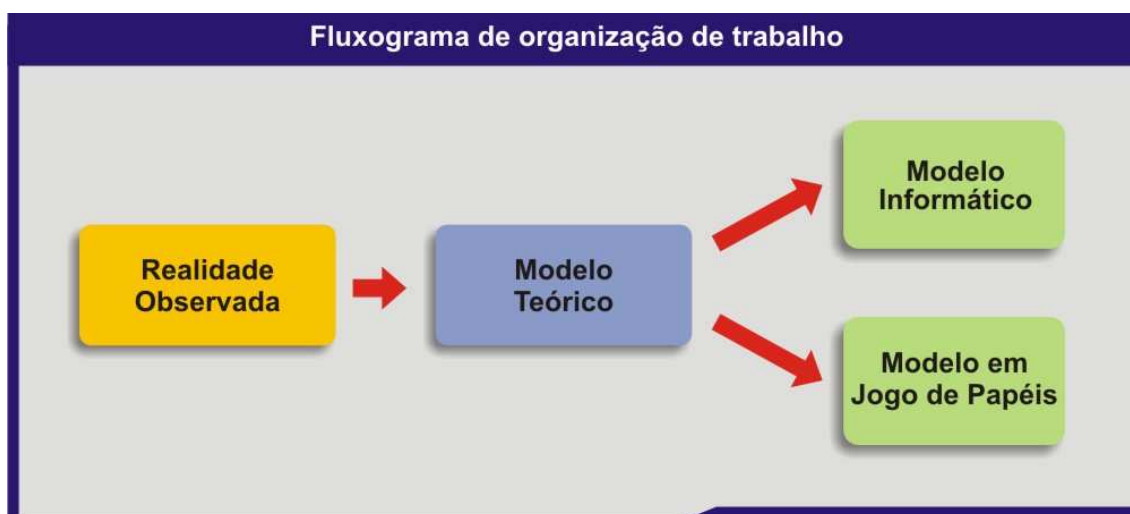 Fluxograma de organização de trabalho
Realidade
Observada
Modelo
Teórico
Modelo
Informático
Modelo em
Jogo de Papéis